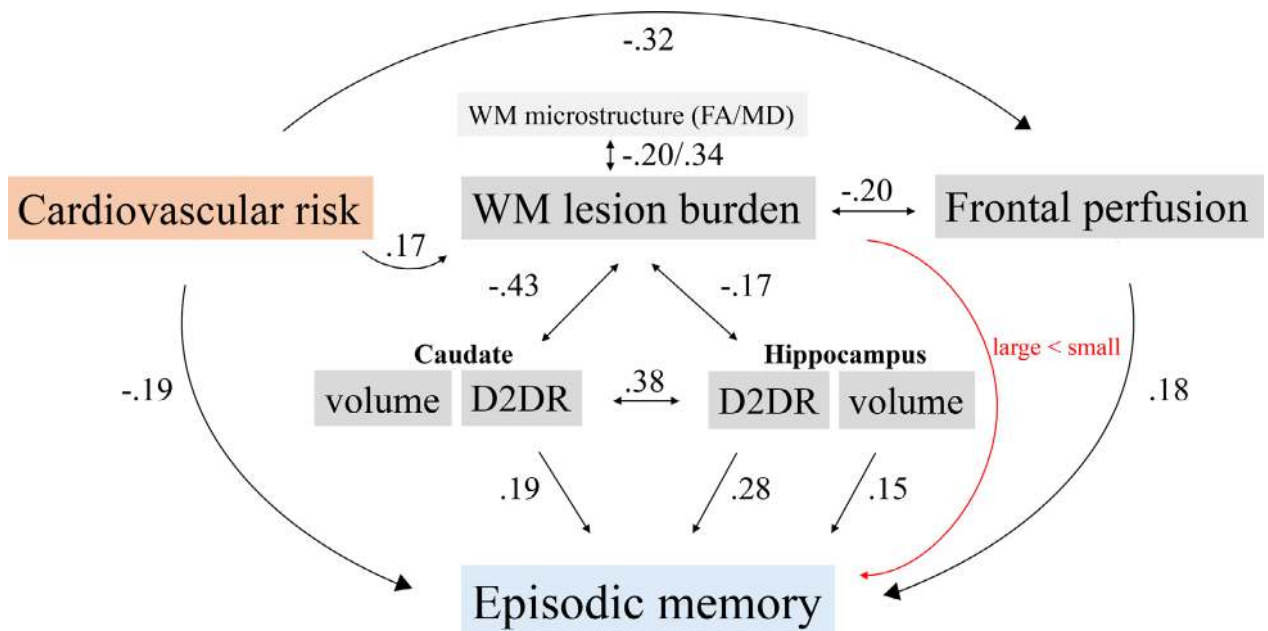 -.32
WM microstructure (FA/MD)
-.20/.34
Cardiovascular risk
WM lesion burden
-.20
Frontal perfusion
.17
-.43
-.17
Caudate
Hippocampus
large < small
volume
D2DR
.38
D2DR
volume
-.19
.18
.19
.28
.15
Episodic memory